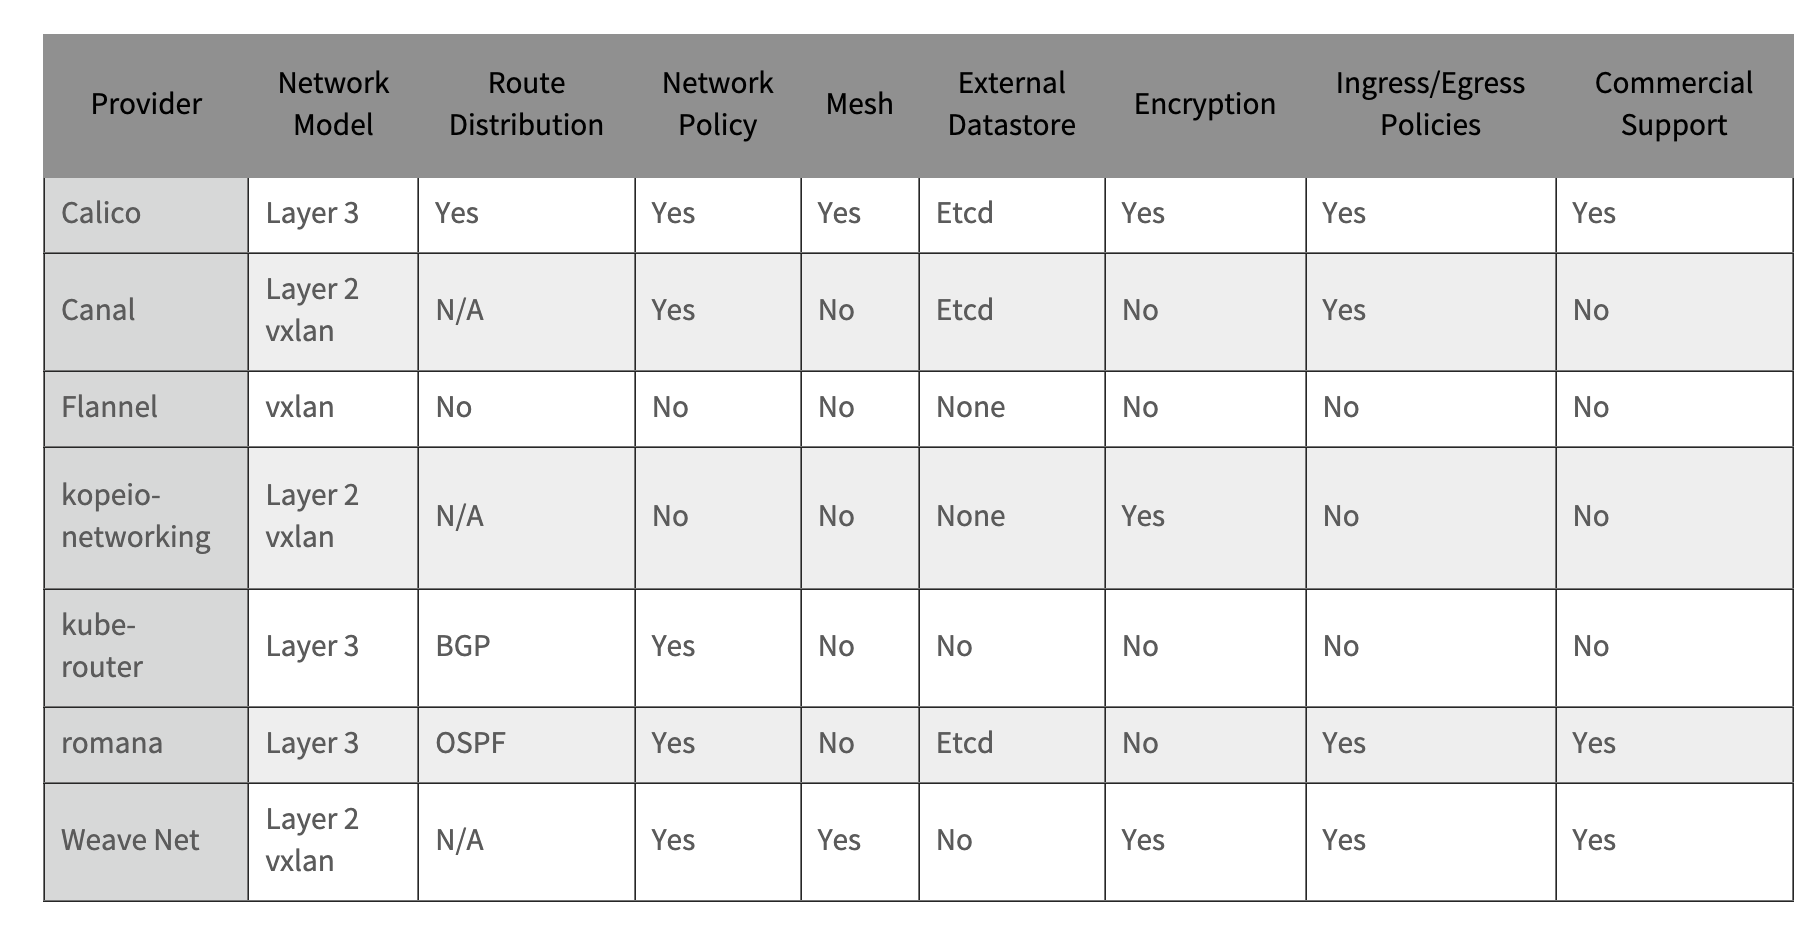 Provider
Network
Model
Route
Distribution
Network
Policy
Mesh
External
Datastore
Encryption
Ingress/Egress
Policies
Commercial
Support
Calico
Layer 3
Yes
Yes
Yes
Etcd
Yes
Yes
Yes
Canal
Layer 2
vxlan
N/A
Yes
No
Etcd
No
Yes
No
Flannel
vxlan
No
No
No
None
No
No
No
kopeio-
networking
Layer 2
vxlan
N/A
No
No
None
Yes
No
No
kube-
router
Layer 3
BGP
Yes
No
No
No
No
No
romana
Layer 3
OSPF
Yes
No
Etcd
No
Yes
Yes
Weave Net
Layer 2
vxlan
N/A
Yes
Yes
No
Yes
Yes
Yes